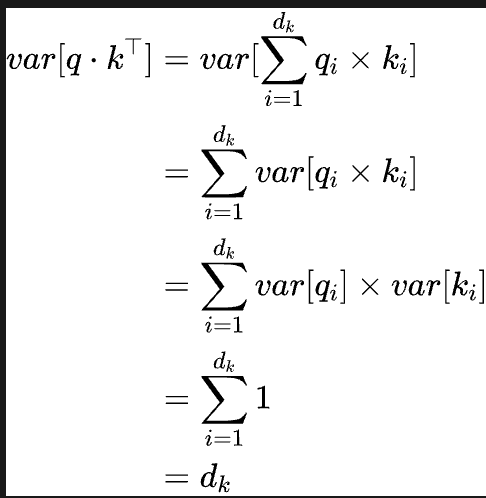 var[q · k^⊤] = var[∑_{i=1}^{d_k} q_i × k_i]
= ∑_{i=1}^{d_k} var[q_i × k_i]
= ∑_{i=1}^{d_k} var[q_i] × var[k_i]
= ∑_{i=1}^{d_k} 1
= d_k